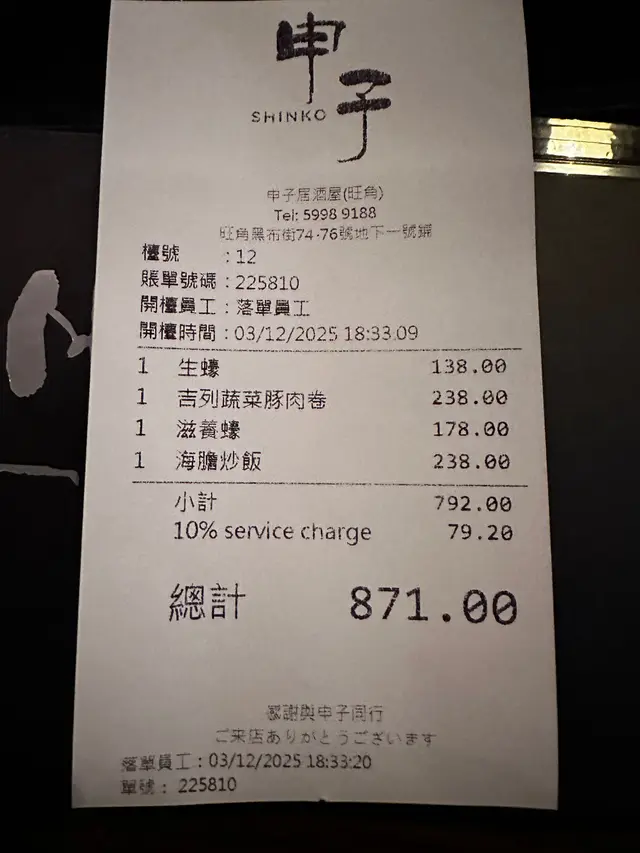 申子
SHINKO
申子居酒屋(旺角)
Tel: 5998 9188
旺角黑布街74-76號地下一號鋪
檯號 : 12
賬單號碼 : 225810
開檯員工 : 落單員工
開檯時間 : 03/12/2025 18:33:09
1 生蠔 138.00
1 吉列蔬菜豚肉卷 238.00
1 滋養蠔 178.00
1 海膽炒飯 238.00
小計 792.00
10% service charge 79.20
總計 871.00
感謝與申子同行
ご来店ありがとうございます
落單員工 : 03/12/2025 18:33:20
單號 : 225810